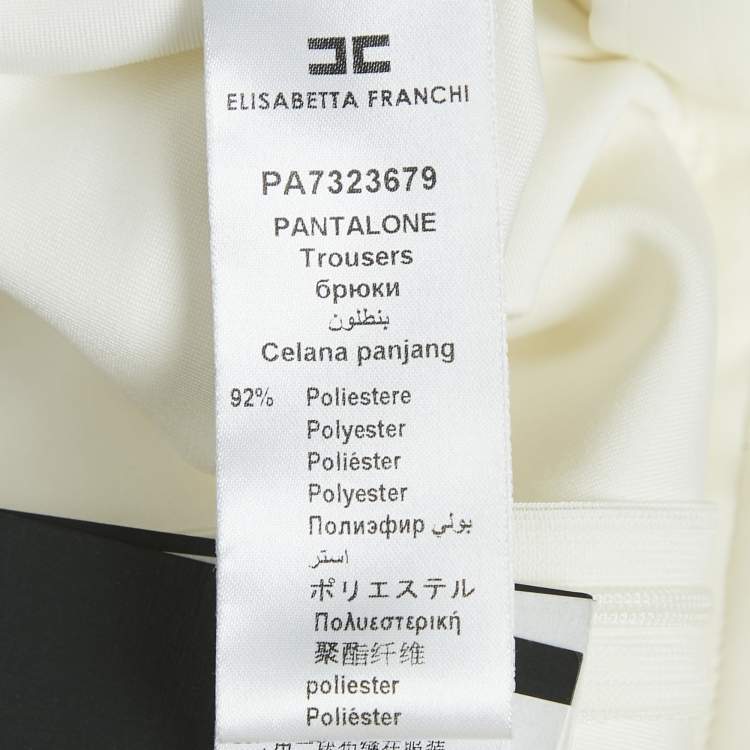 ELISABETTA FRANCHI
PA7323679
PANTALONE
Trousers
брюки
بنطلون
Celana panjang
92% Poliestere
Polyester
Poliéster
Polyester
Полиэфир بولي
استر
ポリエステル
Πολυεστερική
聚酯纤维
poliester
Poliéster